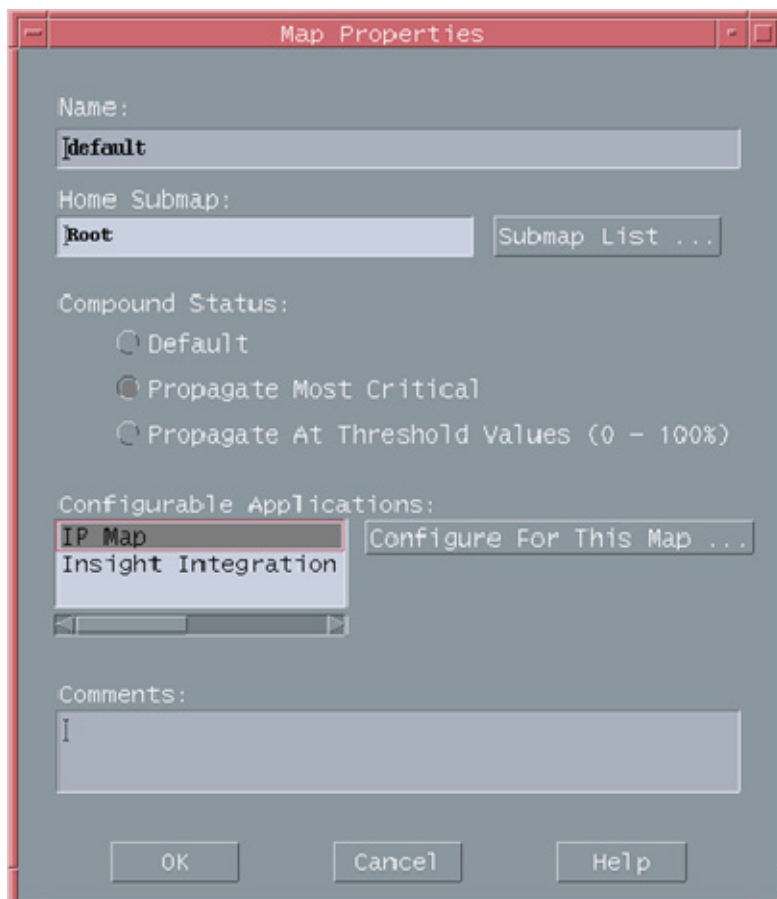 Map Properties
Name:
default
Home Submap:
Root
Submap List ...
Compound Status:
Default
Propagate Most Critical
Propagate At Threshold Values (0 - 100%)
Configurable Applications:
IP Map
Configure For This Map ...
Insight Integration
Comments:
OK
Cancel
Help